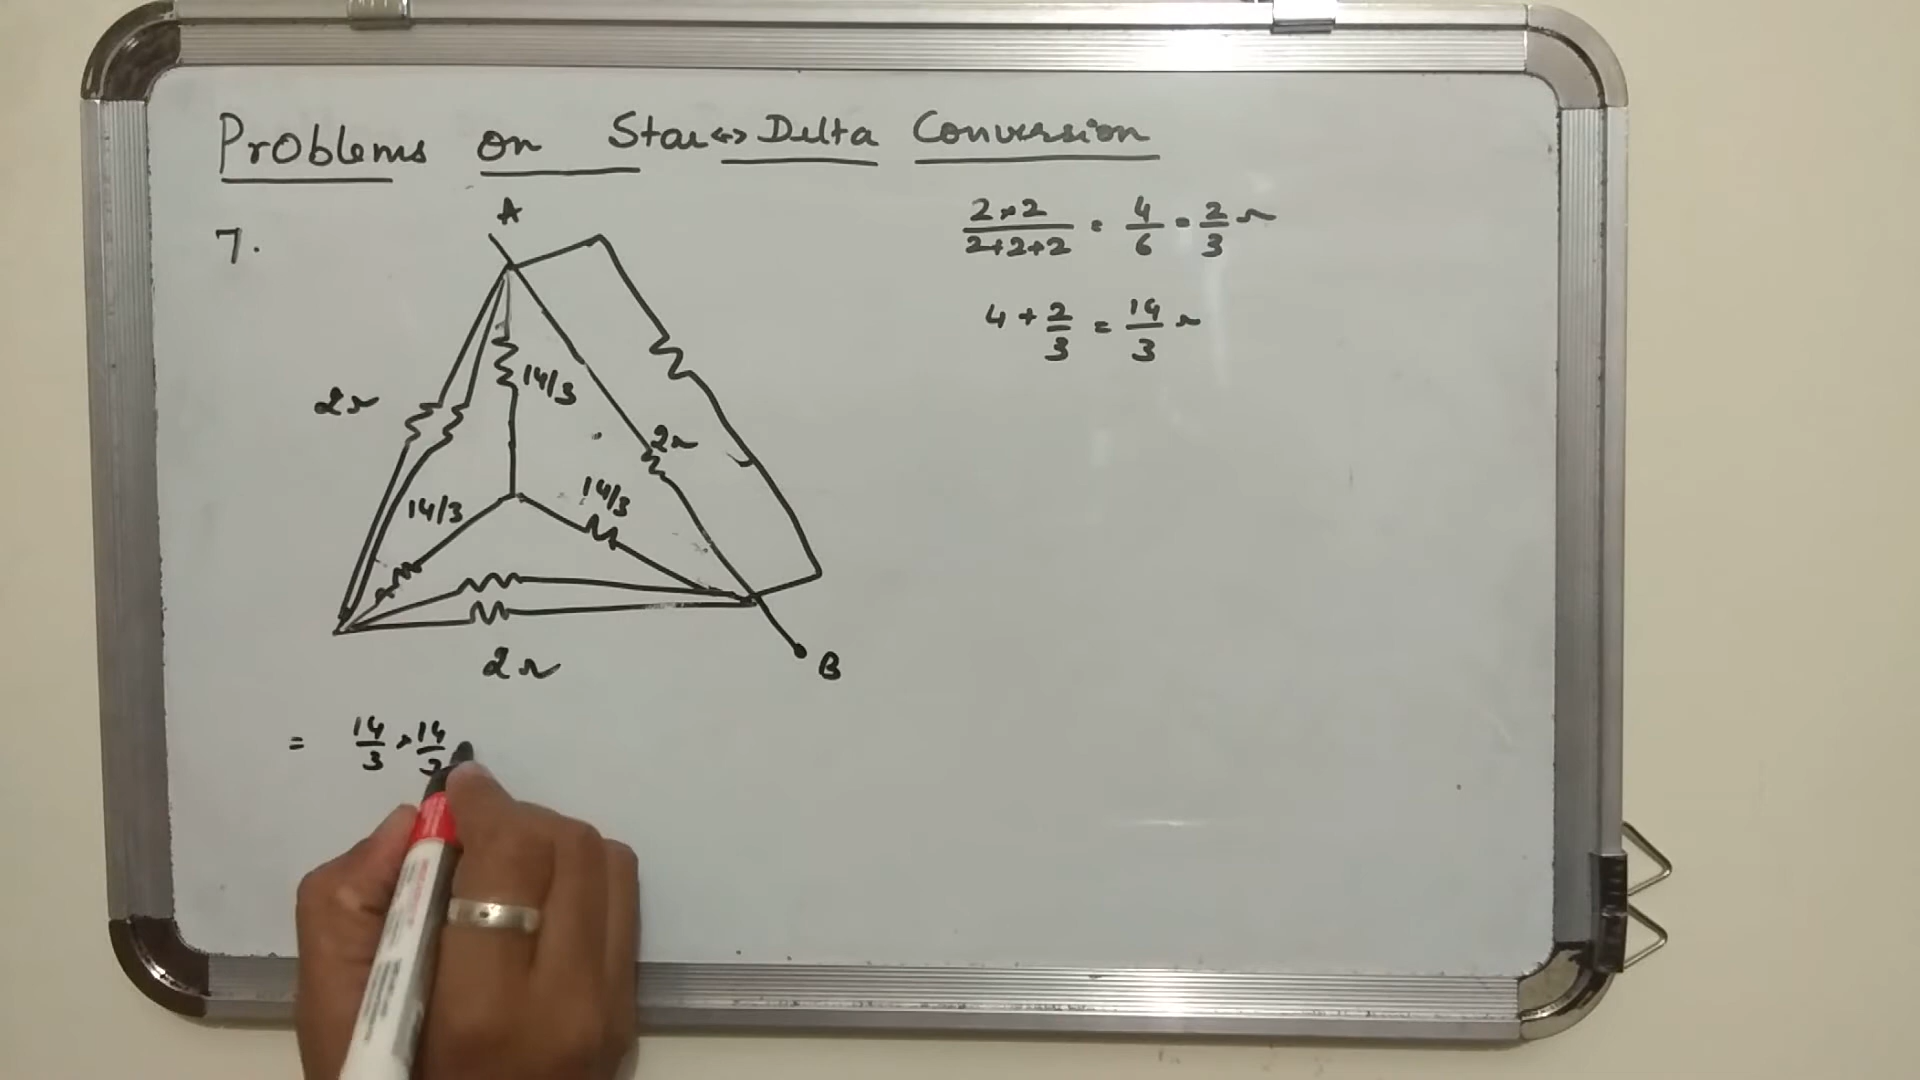 Problems on Star↔Delta Conversion
7.
A
2×2/2+2+2 = 4/6 = 2/3 Ω
4 + 2/3 = 14/3 Ω
14/3
2Ω
2Ω
14/3
14/3
2Ω
B
= 14/3 × 14/3